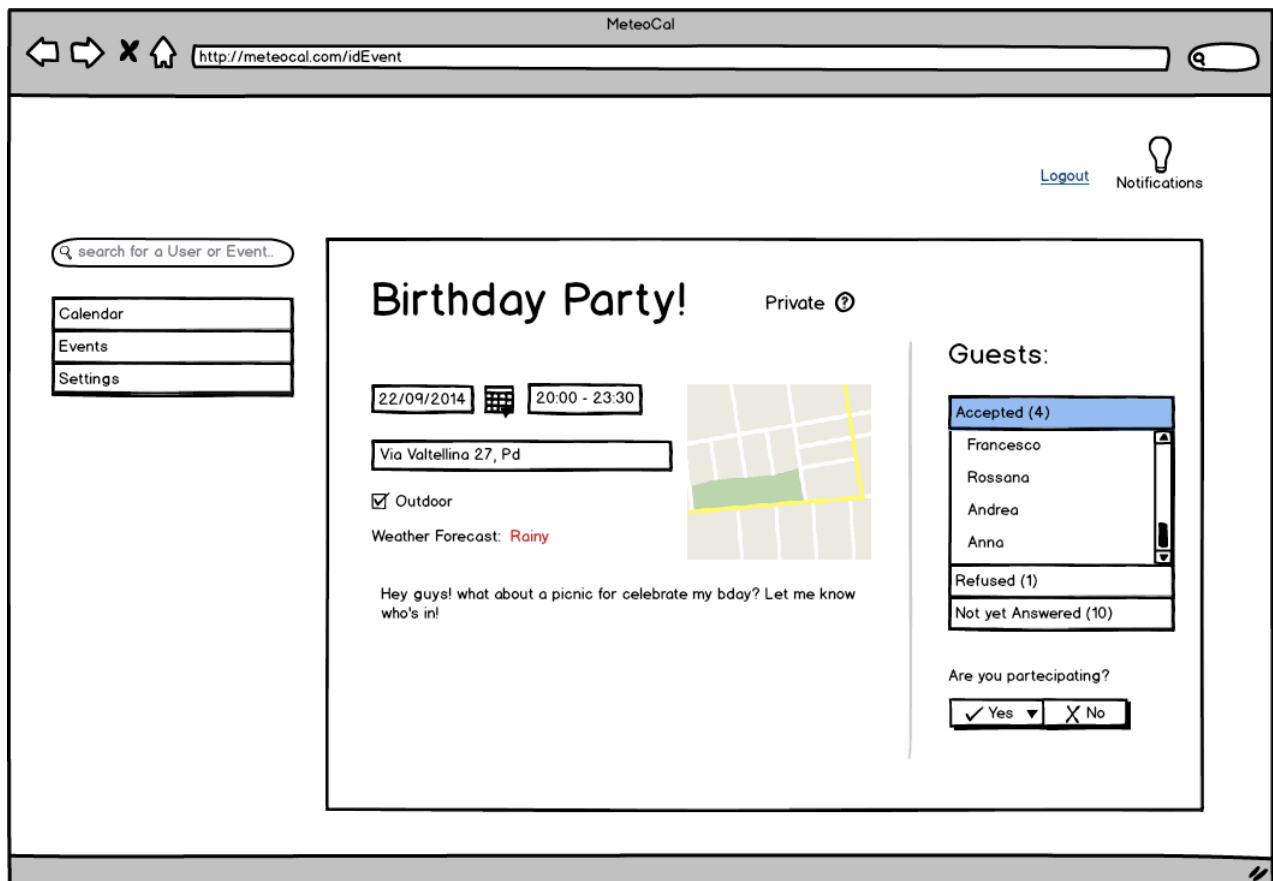 MeteoCal
http://meteocal.com/idEvent
Logout
Notifications
search for a User or Event..
Calendar
Events
Settings
Birthday Party!
Private ?
22/09/2014
20:00 - 23:30
Via Valtellina 27, Pd
Outdoor
Weather Forecast: Rainy
Hey guys! what about a picnic for celebrate my bday? Let me know
who's in!
Guests:
Accepted (4)
Francesco
Rossana
Andrea
Anna
Refused (1)
Not yet Answered (10)
Are you partecipating?
Yes
No